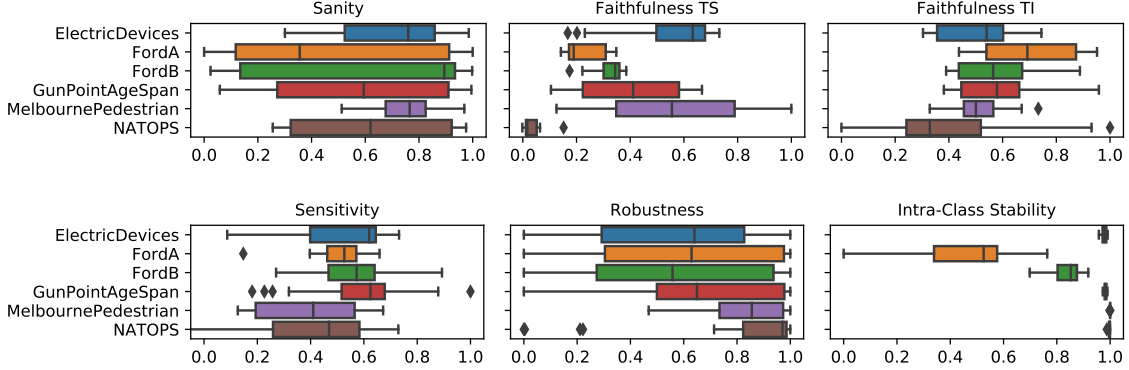 Sanity Faithfulness TS Faithfulness TI
ElectricDevices
FordA
FordB
GunPointAgeSpan
MelbournePedestrian
NATOPS
0.0 0.2 0.4 0.6 0.8 1.0 0.0 0.2 0.4 0.6 0.8 1.0 0.0 0.2 0.4 0.6 0.8 1.0
Sensitivity Robustness Intra-Class Stability
ElectricDevices
FordA
FordB
GunPointAgeSpan
MelbournePedestrian
NATOPS
0.0 0.2 0.4 0.6 0.8 1.0 0.0 0.2 0.4 0.6 0.8 1.0 0.0 0.2 0.4 0.6 0.8 1.0